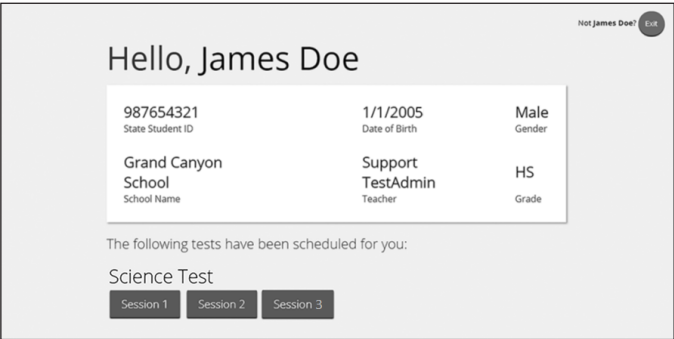 Not James Doe? Exit
Hello, James Doe
987654321 1/1/2005 Male
State Student ID Date of Birth Gender
Grand Canyon Support
School TestAdmin HS
School Name Teacher Grade
The following tests have been scheduled for you:
Science Test
Session 1 Session 2 Session 3